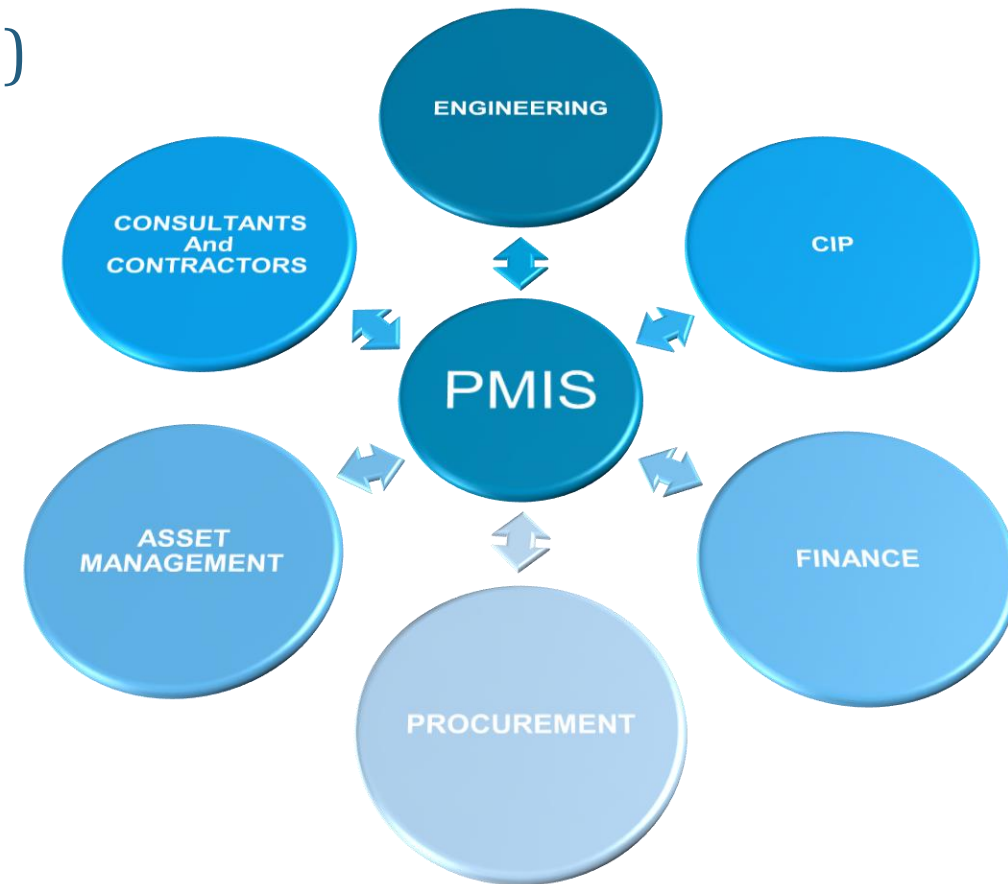 )
ENGINEERING
CONSULTANTS
And
CONTRACTORS
CIP
PMIS
ASSET
MANAGEMENT
FINANCE
PROCUREMENT